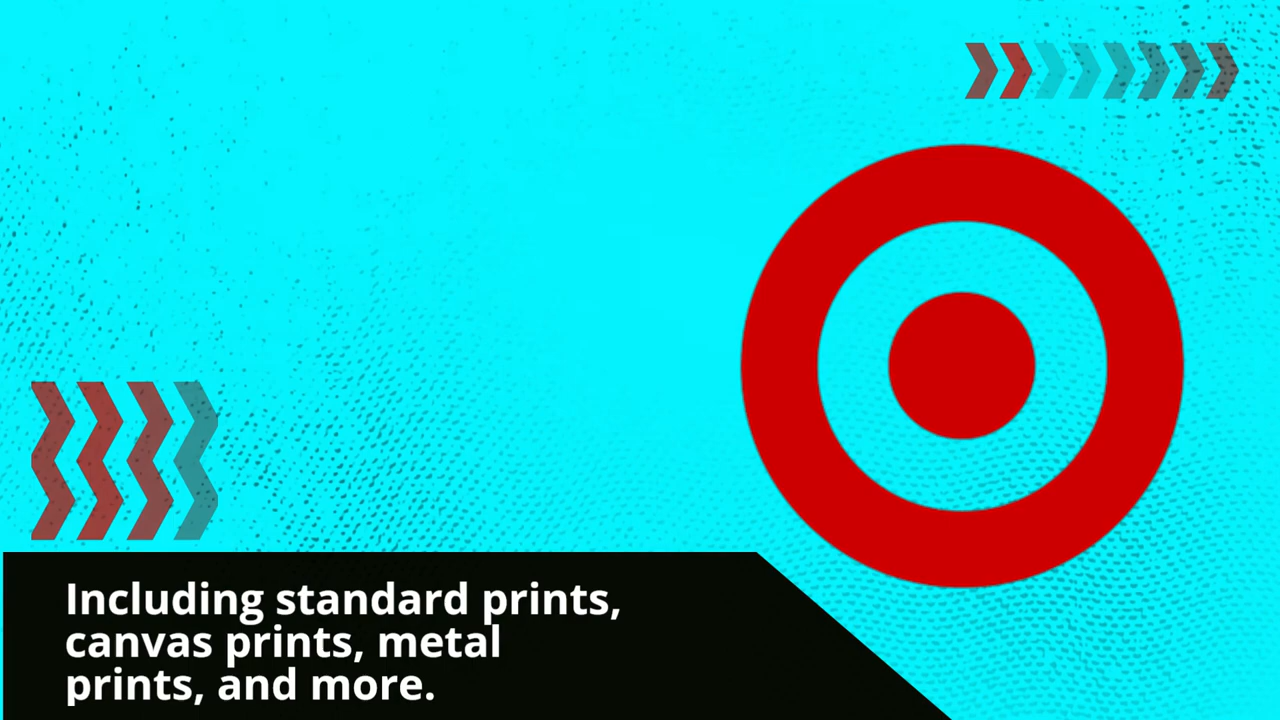 Including standard prints,
canvas prints, metal
prints, and more.